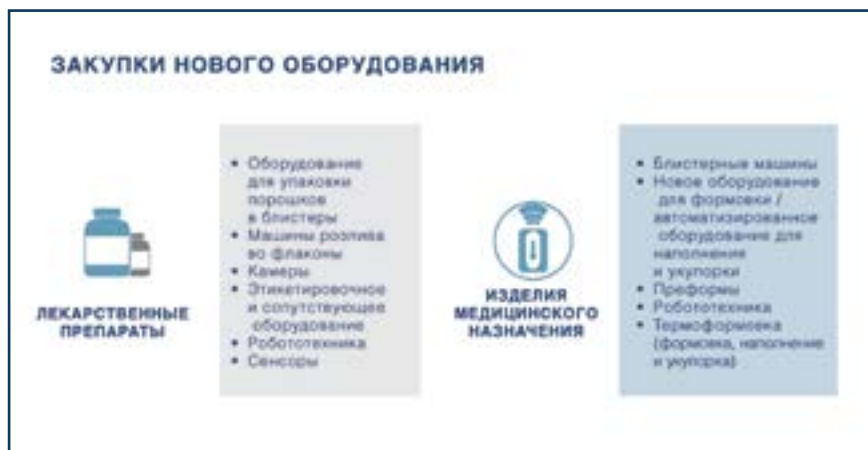 ЗАКУПКИ НОВОГО ОБОРУДОВАНИЯ
ЛЕКАРСТВЕННЫЕ
ПРЕПАРАТЫ
• Оборудование
для упаковки
порошков
в блистеры
• Машины розлива
во флаконы
• Камеры
• Этикетировочное
и сопутствующее
оборудование
• Робототехника
• Сенсоры
ИЗДЕЛИЯ
МЕДИЦИНСКОГО
НАЗНАЧЕНИЯ
• Блистерные машины
• Новое оборудование
для формовки /
автоматизированное
оборудование для
наполнения
и укупорки
• Преформы
• Робототехника
• Термоформовка
(формовка, наполнение
и укупорка)